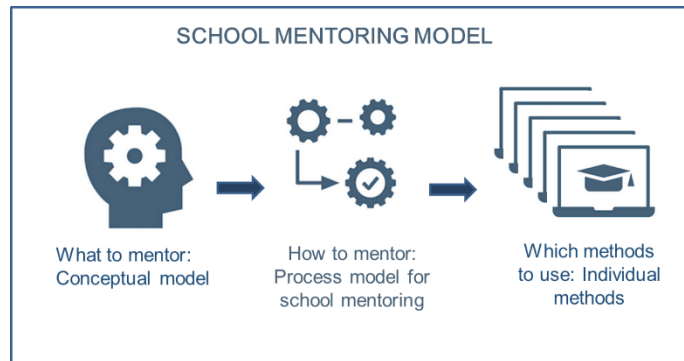 SCHOOL MENTORING MODEL
What to mentor:
Conceptual model
How to mentor:
Process model for
school mentoring
Which methods
to use: Individual
methods